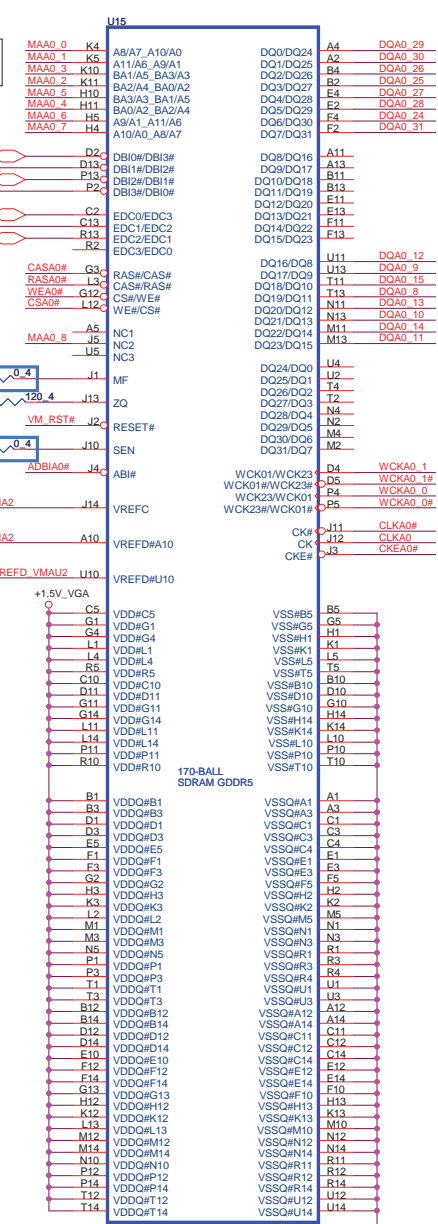 U15
MAA0_0 K4 A8/A7_A10/A0 DQ0/DQ24 A4 DQA0_29
MAA0_1 K5 A11/A6_A9/A1 DQ1/DQ25 A2 DQA0_30
MAA0_3 K10 BA1/A5_BA3/A3 DQ2/DQ26 B4 DQA0_26
MAA0_2 K11 BA2/A4_BA0/A2 DQ3/DQ27 B2 DQA0_25
MAA0_5 H10 BA3/A3_BA1/A5 DQ4/DQ28 E4 DQA0_27
MAA0_4 H11 BA0/A2_BA2/A4 DQ5/DQ29 E2 DQA0_28
MAA0_6 H5 A9/A1_A11/A6 DQ6/DQ30 F4 DQA0_24
MAA0_7 H4 A10/A0_A8/A7 DQ7/DQ31 F2 DQA0_31
D2 DBI0#/DBI3# DQ8/DQ16 A11
D13 DBI1#/DBI2# DQ9/DQ17 A13
P13 DBI2#/DBI1# DQ10/DQ18 B11
P2 DBI3#/DBI0# DQ11/DQ19 B13
DQ12/DQ20 E11
C2 EDC0/EDC3 DQ13/DQ21 E13
C13 EDC1/EDC2 DQ14/DQ22 F11
R13 EDC2/EDC1 DQ15/DQ23 F13
R2 EDC3/EDC0
DQ16/DQ8 U11 DQA0_12
CASA0# G3 RAS#/CAS# DQ17/DQ9 U13 DQA0_9
RASA0# L3 CAS#/RAS# DQ18/DQ10 T11 DQA0_15
WEA0# G12 CS#/WE# DQ19/DQ11 T13 DQA0_8
CSA0# L12 WE#/CS# DQ20/DQ12 N11 DQA0_13
DQ21/DQ13 N13 DQA0_10
A5 NC1 DQ22/DQ14 M11 DQA0_14
MAA0_8 J5 NC2 DQ23/DQ15 M13 DQA0_11
U5 NC3
DQ24/DQ0 U4
0_4 J1 MF DQ25/DQ1 U2
DQ26/DQ2 T4
120_4 J13 ZQ DQ27/DQ3 T2
DQ28/DQ4 N4
VM_RST# J2 RESET# DQ29/DQ5 N2
DQ30/DQ6 M4
0_4 J10 SEN DQ31/DQ7 M2
ADBIA0# J4 ABI# WCK01/WCK23 D4 WCKA0_1
WCK01#/WCK23# D5 WCKA0_1#
WCK23/WCK01 P4 WCKA0_0
MA2 J14 VREFC WCK23#/WCK01# P5 WCKA0_0#
CK# J11 CLKA0#
MA2 A10 VREFD#A10 CK J12 CLKA0
CKE# J3 CKEA0#
REFD_VMAU2 U10 VREFD#U10
+1.5V_VGA
C5 VDD#C5 VSS#B5 B5
G1 VDD#G1 VSS#G5 G5
G4 VDD#G4 VSS#H1 H1
L1 VDD#L1 VSS#K1 K1
L4 VDD#L4 VSS#L5 L5
R5 VDD#R5 VSS#T5 T5
C10 VDD#C10 VSS#B10 B10
D11 VDD#D11 VSS#D10 D10
G11 VDD#G11 VSS#G10 G10
G14 VDD#G14 VSS#H14 H14
L11 VDD#L11 VSS#K14 K14
L14 VDD#L14 VSS#L10 L10
P11 VDD#P11 VSS#P10 P10
R10 VDD#R10 VSS#T10 T10
170-BALL
SDRAM GDDR5
B1 VDDQ#B1 VSSQ#A1 A1
B3 VDDQ#B3 VSSQ#A3 A3
D1 VDDQ#D1 VSSQ#C1 C1
D3 VDDQ#D3 VSSQ#C3 C3
E5 VDDQ#E5 VSSQ#C4 C4
F1 VDDQ#F1 VSSQ#E1 E1
F3 VDDQ#F3 VSSQ#E3 E3
G2 VDDQ#G2 VSSQ#F5 F5
H3 VDDQ#H3 VSSQ#H2 H2
K3 VDDQ#K3 VSSQ#K2 K2
L2 VDDQ#L2 VSSQ#M5 M5
M1 VDDQ#M1 VSSQ#N1 N1
M3 VDDQ#M3 VSSQ#N3 N3
N5 VDDQ#N5 VSSQ#R1 R1
P1 VDDQ#P1 VSSQ#R3 R3
P3 VDDQ#P3 VSSQ#R4 R4
T1 VDDQ#T1 VSSQ#U1 U1
T3 VDDQ#T3 VSSQ#U3 U3
B12 VDDQ#B12 VSSQ#A12 A12
B14 VDDQ#B14 VSSQ#A14 A14
D12 VDDQ#D12 VSSQ#C11 C11
D14 VDDQ#D14 VSSQ#C12 C12
E10 VDDQ#E10 VSSQ#C14 C14
F12 VDDQ#F12 VSSQ#E12 E12
F14 VDDQ#F14 VSSQ#E14 E14
G13 VDDQ#G13 VSSQ#F10 F10
H12 VDDQ#H12 VSSQ#H13 H13
K12 VDDQ#K12 VSSQ#K13 K13
L13 VDDQ#L13 VSSQ#M10 M10
M12 VDDQ#M12 VSSQ#N12 N12
M14 VDDQ#M14 VSSQ#N14 N14
N10 VDDQ#N10 VSSQ#R11 R11
P12 VDDQ#P12 VSSQ#R12 R12
P14 VDDQ#P14 VSSQ#R14 R14
T12 VDDQ#T12 VSSQ#U12 U12
T14 VDDQ#T14 VSSQ#U14 U14